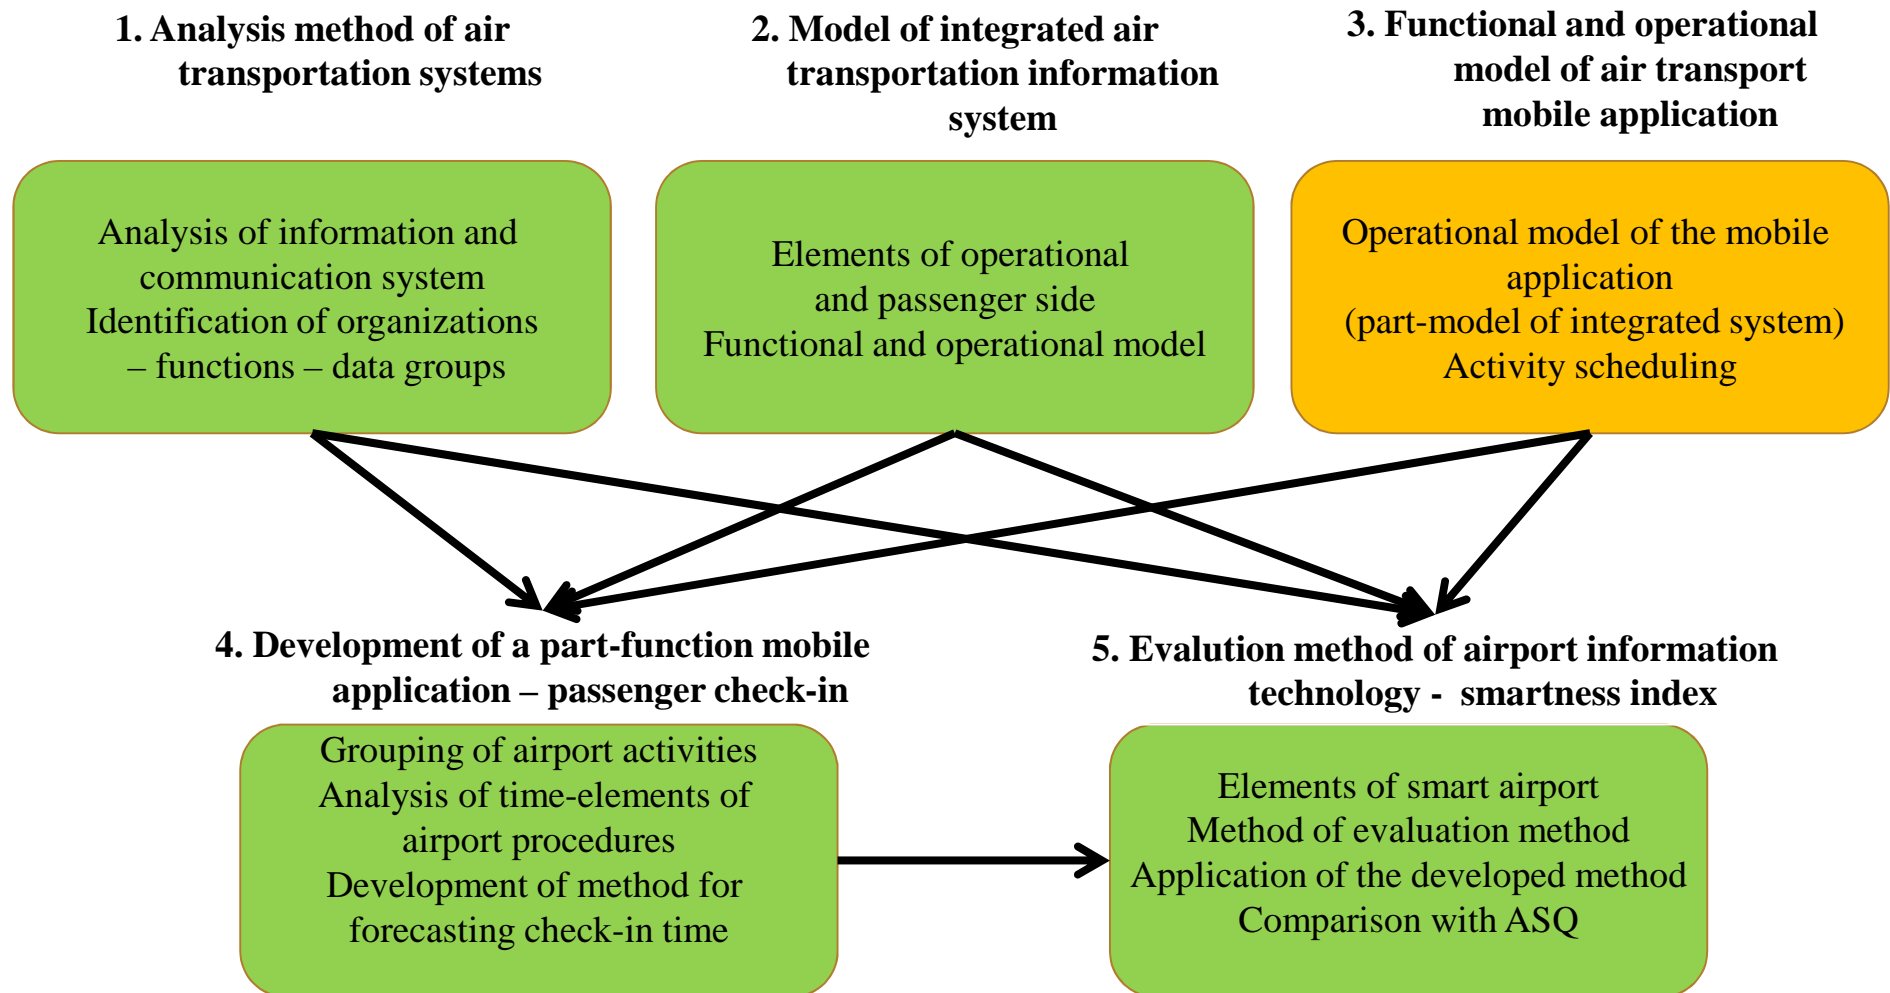 1. Analysis method of air
transportation systems
2. Model of integrated air
transportation information
system
3. Functional and operational
model of air transport
mobile application
Analysis of information and
communication system
Identification of organizations
– functions – data groups
Elements of operational
and passenger side
Functional and operational model
Operational model of the mobile
application
(part-model of integrated system)
Activity scheduling
4. Development of a part-function mobile
application – passenger check-in
5. Evalution method of airport information
technology - smartness index
Grouping of airport activities
Analysis of time-elements of
airport procedures
Development of method for
forecasting check-in time
Elements of smart airport
Method of evaluation method
Application of the developed method
Comparison with ASQ